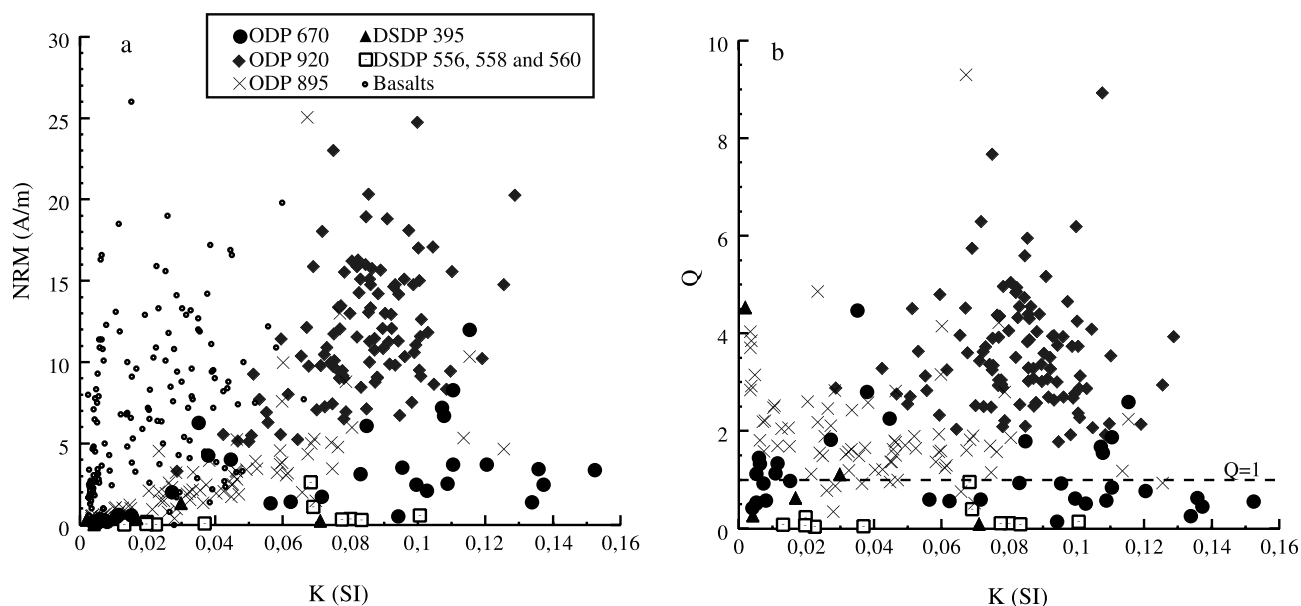 a
ODP 670 DSDP 395
ODP 920 DSDP 556, 558 and 560
ODP 895 Basalts
30
25
20
15
10
5
0
NRM (A/m)
0 0,02 0,04 0,06 0,08 0,1 0,12 0,14 0,16
K (SI)
b
10
8
6
4
2
0
Q
Q=1
0 0,02 0,04 0,06 0,08 0,1 0,12 0,14 0,16
K (SI)